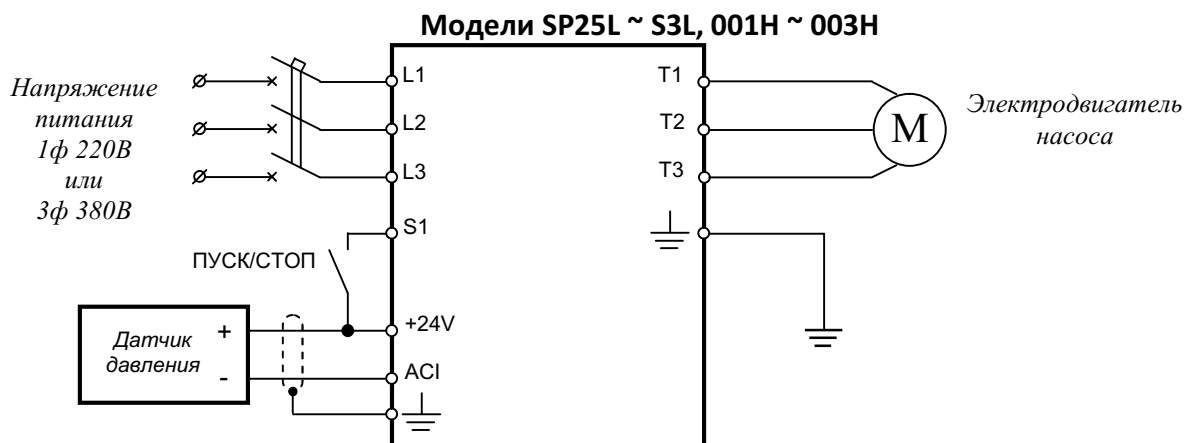 Модели SP25L ~ S3L, 001H ~ 003H
Напряжение
питания
1ф 220В
или
3ф 380В
L1
L2
L3
S1
ПУСК/СТОП
+24V
ACI
Датчик
давления
+
-
T1
T2
T3
M
Электродвигатель
насоса